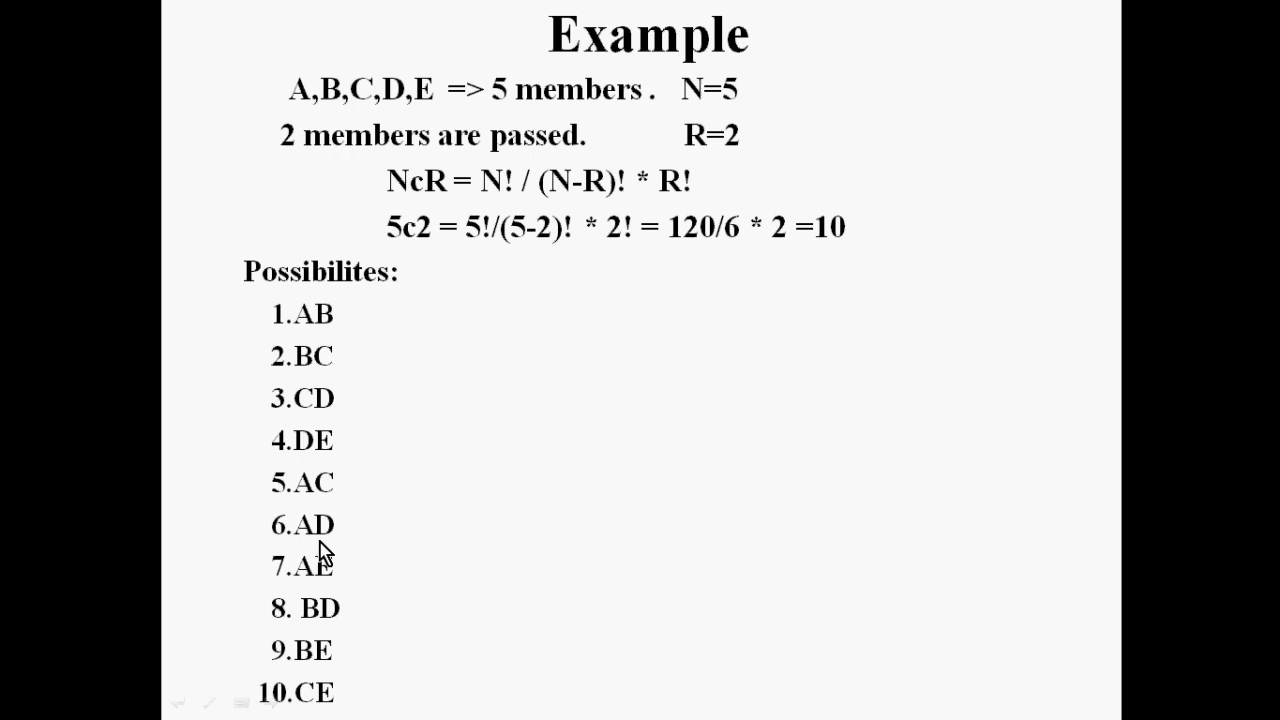 Example
A,B,C,D,E => 5 members . N=5
2 members are passed. R=2
NcR = N! / (N-R)! * R!
5c2 = 5!/(5-2)! * 2! = 120/6 * 2 =10
Possibilites:
1.AB
2.BC
3.CD
4.DE
5.AC
6.AD
7.AE
8. BD
9.BE
10.CE